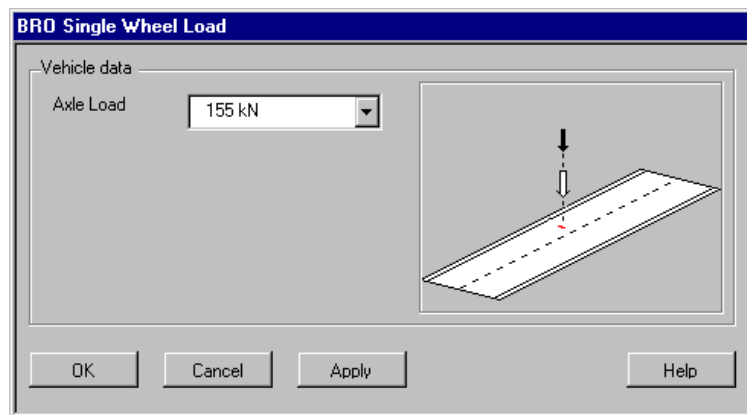 BRO Single Wheel Load
Vehicle data
Axle Load
155 kN
OK
Cancel
Apply
Help